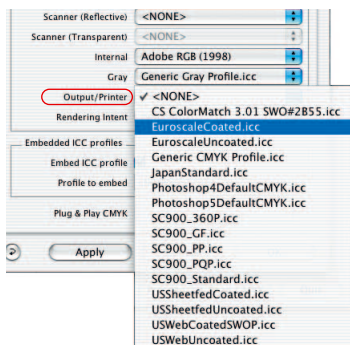 Scanner (Reflective) <NONE>
Scanner (Transparent) <NONE>
Internal Adobe RGB (1998)
Gray Generic Gray Profile.icc
Output/Printer ✓ <NONE>
CS ColorMatch 3.01 SWO#2B55.icc
Rendering Intent
EuroscaleCoated.icc
EuroscaleUncoated.icc
Embedded ICC profiles
Generic CMYK Profile.icc
Embed ICC profile
JapanStandard.icc
Photoshop4DefaultCMYK.icc
Profile to embed
Photoshop5DefaultCMYK.icc
SC900_360P.icc
Plug & Play CMYK
SC900_GF.icc
SC900_PP.icc
Apply
SC900_PQP.icc
SC900_Standard.icc
USSheetfedCoated.icc
USSheetfedUncoated.icc
USWebCoatedSWOP.icc
USWebUncoated.icc